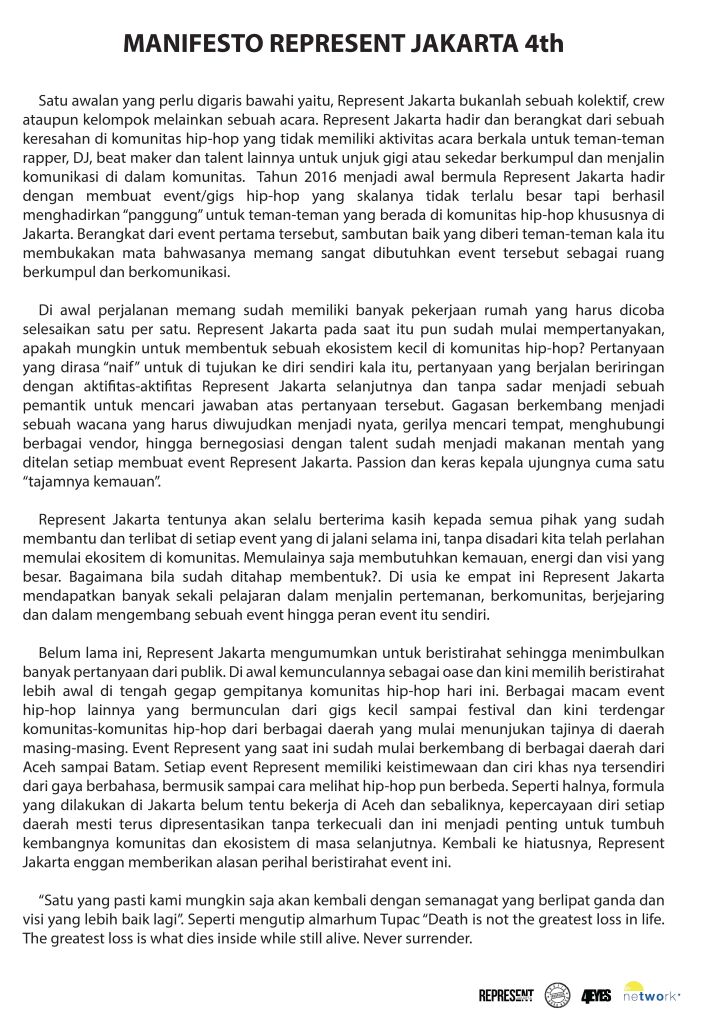 MANIFESTO REPRESENT JAKARTA 4th
Satu awalan yang perlu digaris bawahi yaitu, Represent Jakarta bukanlah sebuah kolektif, crew
ataupun kelompok melainkan sebuah acara. Represent Jakarta hadir dan berangkat dari sebuah
keresahan di komunitas hip-hop yang tidak memiliki aktivitas acara berkala untuk teman-teman
rapper, DJ, beat maker dan talent lainnya untuk unjuk gigi atau sekedar berkumpul dan menjalin
komunikasi di dalam komunitas. Tahun 2016 menjadi awal bermula Represent Jakarta hadir
dengan membuat event/gigs hip-hop yang skalanya tidak terlalu besar tapi berhasil
menghadirkan “panggung” untuk teman-teman yang berada di komunitas hip-hop khususnya di
Jakarta. Berangkat dari event pertama tersebut, sambutan baik yang diberi teman-teman kala itu
membukakan mata bahwasanya memang sangat dibutuhkan event tersebut sebagai ruang
berkumpul dan berkomunikasi.
Di awal perjalanan memang sudah memiliki banyak pekerjaan rumah yang harus dicoba
selesaikan satu per satu. Represent Jakarta pada saat itu pun sudah mulai mempertanyakan,
apakah mungkin untuk membentuk sebuah ekosistem kecil di komunitas hip-hop? Pertanyaan
yang dirasa “naif” untuk di tujukan ke diri sendiri kala itu, pertanyaan yang berjalan beriringan
dengan aktifitas-aktifitas Represent Jakarta selanjutnya dan tanpa sadar menjadi sebuah
pemantik untuk mencari jawaban atas pertanyaan tersebut. Gagasan berkembang menjadi
sebuah wacana yang harus diwujudkan menjadi nyata, gerilya mencari tempat, menghubungi
berbagai vendor, hingga bernegosiasi dengan talent sudah menjadi makanan mentah yang
ditelan setiap membuat event Represent Jakarta. Passion dan keras kepala ujungnya cuma satu
“tajamnya kemauan”.
Represent Jakarta tentunya akan selalu berterima kasih kepada semua pihak yang sudah
membantu dan terlibat di setiap event yang di jalani selama ini, tanpa disadari kita telah perlahan
memulai ekositem di komunitas. Memulainya saja membutuhkan kemauan, energi dan visi yang
besar. Bagaimana bila sudah ditahap membentuk?. Di usia ke empat ini Represent Jakarta
mendapatkan banyak sekali pelajaran dalam menjalin pertemanan, berkomunitas, berjejaring
dan dalam mengembang sebuah event hingga peran event itu sendiri.
Belum lama ini, Represent Jakarta mengumumkan untuk beristirahat sehingga menimbulkan
banyak pertanyaan dari publik. Di awal kemunculannya sebagai oase dan kini memilih beristirahat
lebih awal di tengah gegap gempitanya komunitas hip-hop hari ini. Berbagai macam event
hip-hop lainnya yang bermunculan dari gigs kecil sampai festival dan kini terdengar
komunitas-komunitas hip-hop dari berbagai daerah yang mulai menunjukan tajinya di daerah
masing-masing. Event Represent yang saat ini sudah mulai berkembang di berbagai daerah dari
Aceh sampai Batam. Setiap event Represent memiliki keistimewaan dan ciri khas nya tersendiri
dari gaya berbahasa, bermusik sampai cara melihat hip-hop pun berbeda. Seperti halnya, formula
yang dilakukan di Jakarta belum tentu bekerja di Aceh dan sebaliknya, kepercayaan diri setiap
daerah mesti terus dipresentasikan tanpa terkecuali dan ini menjadi penting untuk tumbuh
kembangnya komunitas dan ekosistem di masa selanjutnya. Kembali ke hiatusnya, Represent
Jakarta enggan memberikan alasan perihal beristirahat event ini.
“Satu yang pasti kami mungkin saja akan kembali dengan semanagat yang berlipat ganda dan
visi yang lebih baik lagi”. Seperti mengutip almarhum Tupac “Death is not the greatest loss in life.
The greatest loss is what dies inside while still alive. Never surrender.
REPRESENT 4EYES network